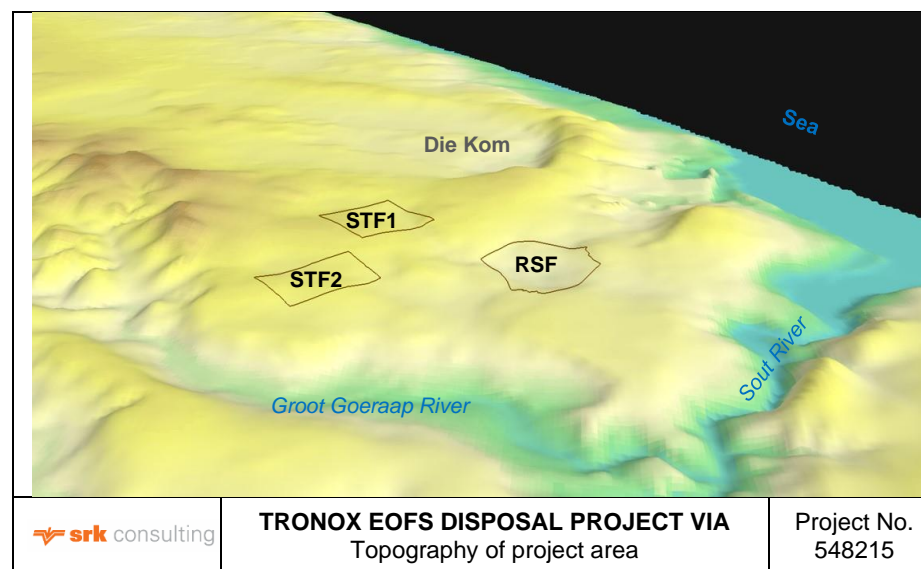 Sea
Die Kom
STF1
STF2
RSF
Sout River
Groot Goeraap River
srk consulting
TRONOX EOFS DISPOSAL PROJECT VIA
Topography of project area
Project No.
548215